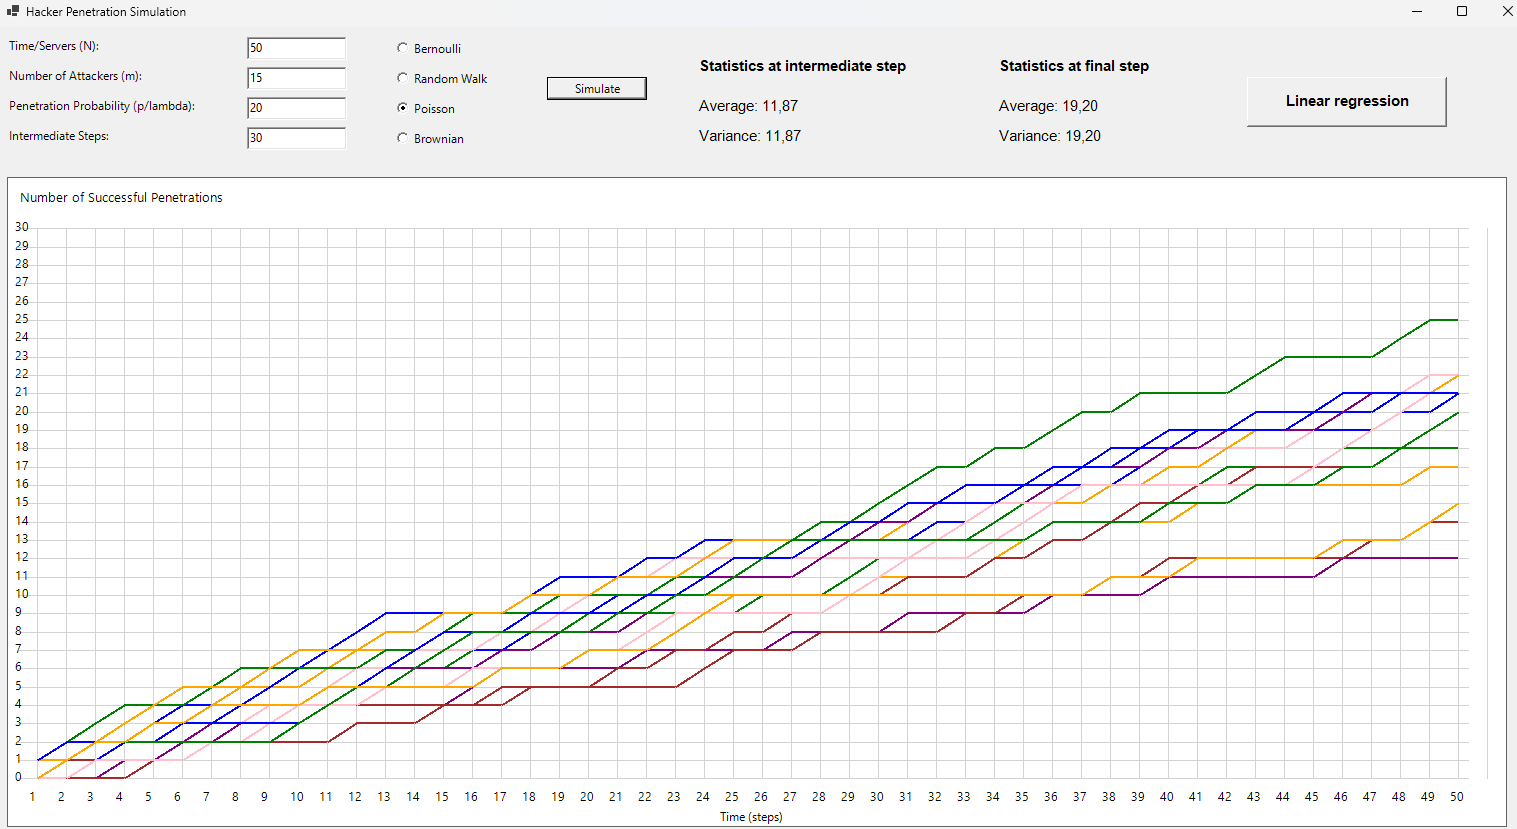 Hacker Penetration Simulation
Time/Servers (N):
50
Number of Attackers (m):
15
Penetration Probability (p/lambda):
20
Intermediate Steps:
30
Bernoulli
Random Walk
Poisson
Brownian
Simulate
Statistics at intermediate step
Average: 11,87
Variance: 11,87
Statistics at final step
Average: 19,20
Variance: 19,20
Linear regression
Number of Successful Penetrations
30
29
28
27
26
25
24
23
22
21
20
19
18
17
16
15
14
13
12
11
10
9
8
7
6
5
4
3
2
1
0
1 2 3 4 5 6 7 8 9 10 11 12 13 14 15 16 17 18 19 20 21 22 23 24 25 26 27 28 29 30 31 32 33 34 35 36 37 38 39 40 41 42 43 44 45 46 47 48 49 50
Time (steps)